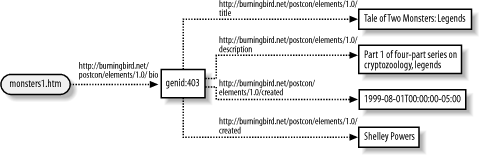 http://burningbird.net/postcon/elements/1.0/
title
Tale of Two Monsters: Legends
http://burningbird.net/postcon/elements/1.0/
description
Part 1 of four-part series on
cryptozoology, legends
http://burningbird.net/
postcon/elements/1.0/ bio
monsters1.htm
genid:403
http://burningbird.net/postcon/
elements/1.0/created
1999-08-01T00:00:00-05:00
http://burningbird.net/postcon/elements/1.0/
created
Shelley Powers